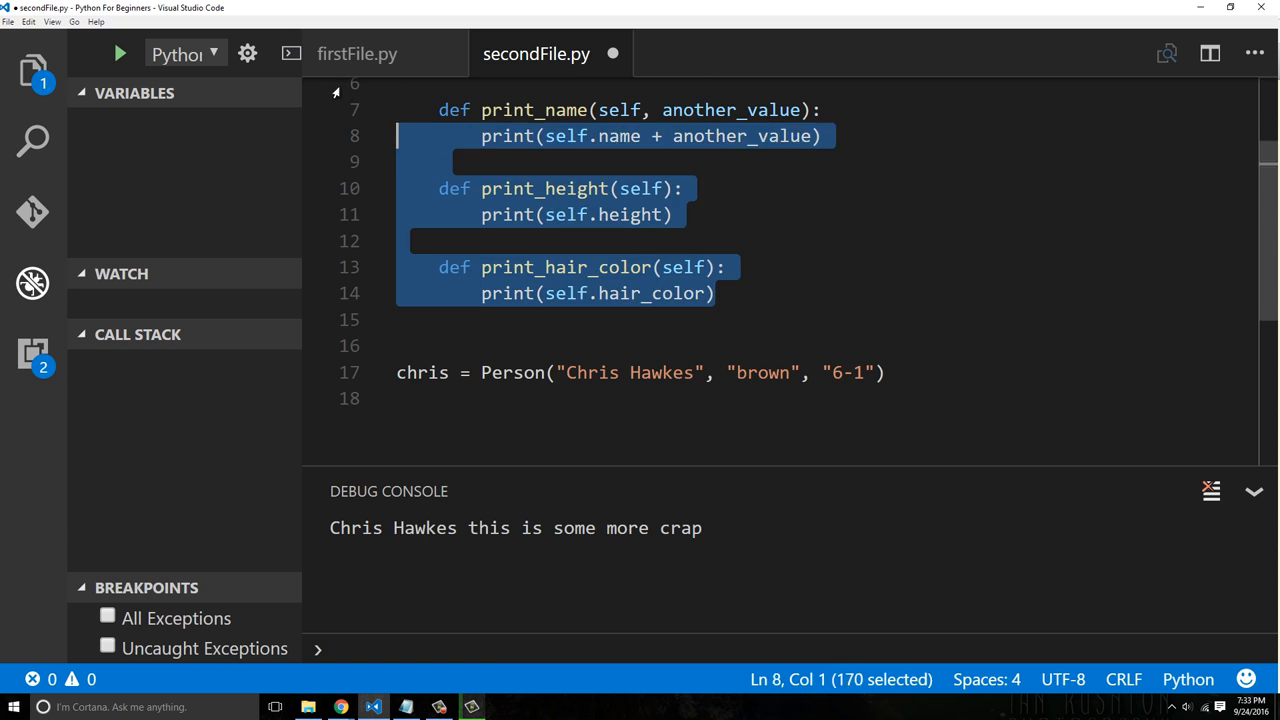 ● secondFile.py - Python For Beginners - Visual Studio Code
File Edit View Go Help
Python
firstFile.py
secondFile.py
1
VARIABLES
WATCH
CALL STACK
2
BREAKPOINTS
All Exceptions
Uncaught Exceptions
6
7 def print_name(self, another_value):
8 print(self.name + another_value)
9
10 def print_height(self):
11 print(self.height)
12
13 def print_hair_color(self):
14 print(self.hair_color)
15
16
17 chris = Person("Chris Hawkes", "brown", "6-1")
18
DEBUG CONSOLE
Chris Hawkes this is some more crap
0 0
Ln 8, Col 1 (170 selected) Spaces: 4 UTF-8 CRLF Python
I'm Cortana. Ask me anything.
7:33 PM
9/24/2016